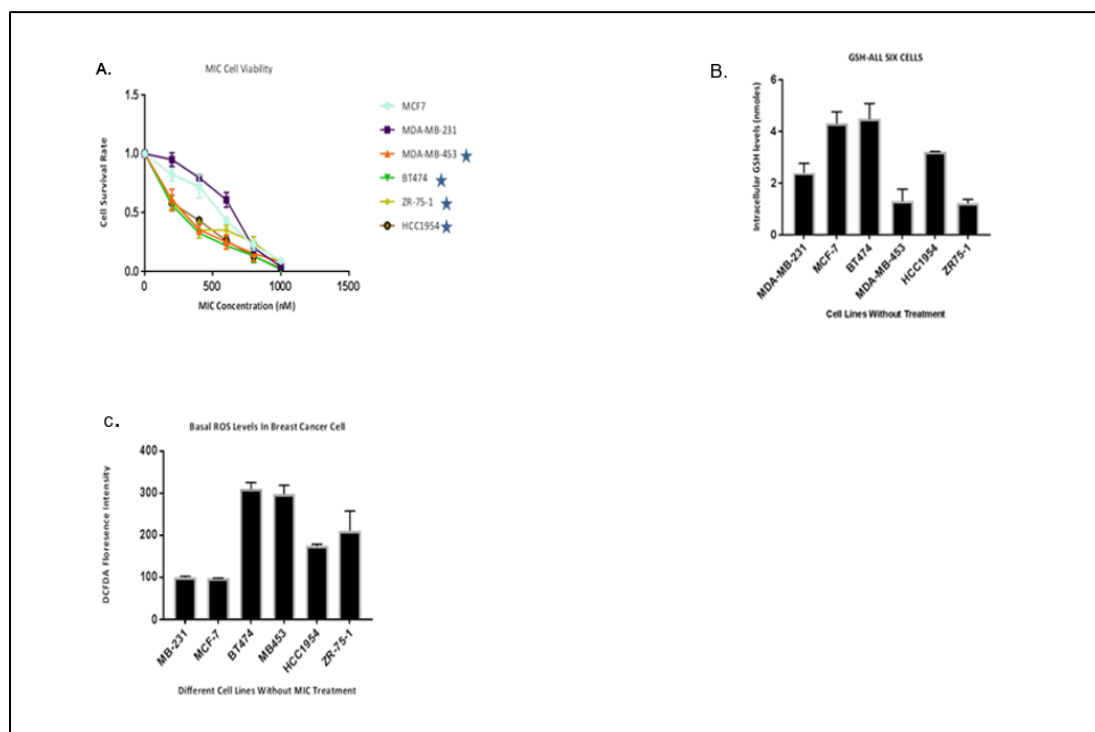 A.
MIC Cell Viability
1.5
1.0
0.5
0.0
Cell Survival Rate
0
500
1000
1500
MIC Concentration (nM)
MCF7
MDA-MB-231
MDA-MB-453
BT474
ZR-75-1
HCC1954
B.
GSH-ALL SIX CELLS
6
4
2
0
Intracellular GSH levels (nmoles)
MDA-MB-231
MCF-7
BT474
MDA-MB-453
HCC1954
ZR75-1
Cell Lines Without Treatment
C.
Basal ROS Levels In Breast Cancer Cell
400
300
200
100
0
DCFDA Floresence Intensity
MB-231
MCF-7
BT474
MB453
HCC1954
ZR-75-1
Different Cell Lines Without MIC Treatment